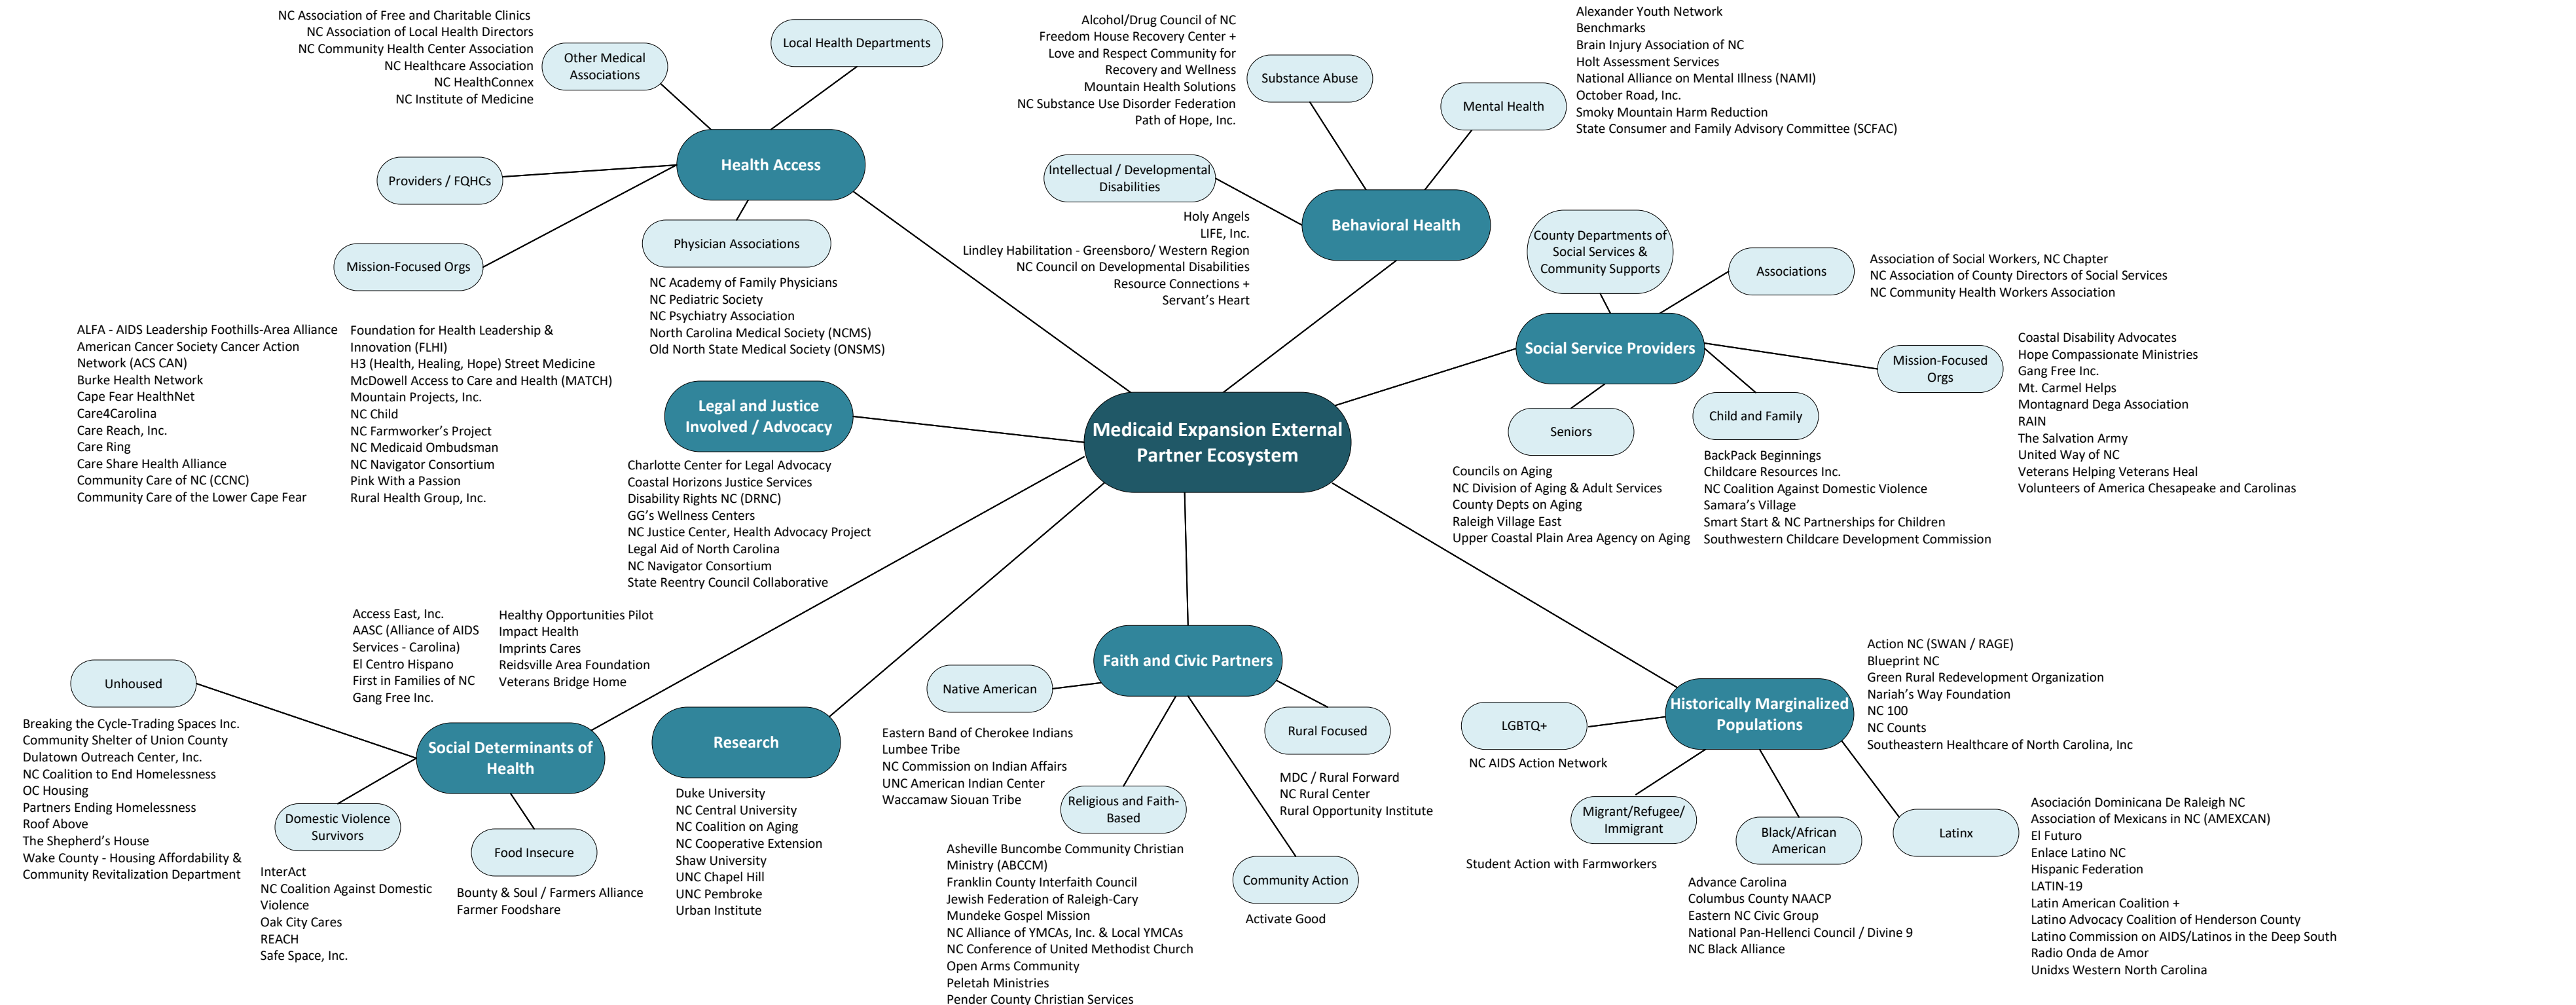 NC Association of Free and Charitable Clinics
NC Association of Local Health Directors
NC Community Health Center Association
NC Healthcare Association
NC HealthConnex
NC Institute of Medicine
Other Medical
Associations
Local Health Departments
Health Access
Providers / FQHCs
Mission-Focused Orgs
ALFA - AIDS Leadership Foothills-Area Alliance
American Cancer Society Cancer Action
Network (ACS CAN)
Burke Health Network
Cape Fear HealthNet
Care4Carolina
Care Reach, Inc.
Care Ring
Care Share Health Alliance
Community Care of NC (CCNC)
Community Care of the Lower Cape Fear
Foundation for Health Leadership &
Innovation (FLHI)
H3 (Health, Healing, Hope) Street Medicine
McDowell Access to Care and Health (MATCH)
Mountain Projects, Inc.
NC Child
NC Farmworker's Project
NC Medicaid Ombudsman
NC Navigator Consortium
Pink With a Passion
Rural Health Group, Inc.
Physician Associations
NC Academy of Family Physicians
NC Pediatric Society
NC Psychiatry Association
North Carolina Medical Society (NCMS)
Old North State Medical Society (ONSMS)
Alcohol/Drug Council of NC
Freedom House Recovery Center +
Love and Respect Community for
Recovery and Wellness
Mountain Health Solutions
NC Substance Use Disorder Federation
Path of Hope, Inc.
Substance Abuse
Mental Health
Alexander Youth Network
Benchmarks
Brain Injury Association of NC
Holt Assessment Services
National Alliance on Mental Illness (NAMI)
October Road, Inc.
Smoky Mountain Harm Reduction
State Consumer and Family Advisory Committee (SCFAC)
Intellectual / Developmental
Disabilities
Holy Angels
LIFE, Inc.
Lindley Habilitation - Greensboro/ Western Region
NC Council on Developmental Disabilities
Resource Connections +
Servant's Heart
Behavioral Health
County Departments of
Social Services &
Community Supports
Associations
Association of Social Workers, NC Chapter
NC Association of County Directors of Social Services
NC Community Health Workers Association
Social Service Providers
Mission-Focused
Orgs
Coastal Disability Advocates
Hope Compassionate Ministries
Gang Free Inc.
Mt. Carmel Helps
Montagnard Dega Association
RAIN
The Salvation Army
United Way of NC
Veterans Helping Veterans Heal
Volunteers of America Chesapeake and Carolinas
Seniors
Councils on Aging
NC Division of Aging & Adult Services
County Depts on Aging
Raleigh Village East
Upper Coastal Plain Area Agency on Aging
Child and Family
BackPack Beginnings
Childcare Resources Inc.
NC Coalition Against Domestic Violence
Samara's Village
Smart Start & NC Partnerships for Children
Southwestern Childcare Development Commission
Legal and Justice
Involved / Advocacy
Charlotte Center for Legal Advocacy
Coastal Horizons Justice Services
Disability Rights NC (DRNC)
GG's Wellness Centers
NC Justice Center, Health Advocacy Project
Legal Aid of North Carolina
NC Navigator Consortium
State Reentry Council Collaborative
Medicaid Expansion External
Partner Ecosystem
Access East, Inc.
AASC (Alliance of AIDS
Services - Carolina)
El Centro Hispano
First in Families of NC
Gang Free Inc.
Healthy Opportunities Pilot
Impact Health
Imprints Cares
Reidsville Area Foundation
Veterans Bridge Home
Unhoused
Breaking the Cycle-Trading Spaces Inc.
Community Shelter of Union County
Dulatown Outreach Center, Inc.
NC Coalition to End Homelessness
OC Housing
Partners Ending Homelessness
Roof Above
The Shepherd's House
Wake County - Housing Affordability &
Community Revitalization Department
Social Determinants of
Health
Domestic Violence
Survivors
InterAct
NC Coalition Against Domestic
Violence
Oak City Cares
REACH
Safe Space, Inc.
Food Insecure
Bounty & Soul / Farmers Alliance
Farmer Foodshare
Research
Duke University
NC Central University
NC Coalition on Aging
NC Cooperative Extension
Shaw University
UNC Chapel Hill
UNC Pembroke
Urban Institute
Faith and Civic Partners
Native American
Eastern Band of Cherokee Indians
Lumbee Tribe
NC Commission on Indian Affairs
UNC American Indian Center
Waccamaw Siouan Tribe
Religious and Faith-
Based
Asheville Buncombe Community Christian
Ministry (ABCCM)
Franklin County Interfaith Council
Jewish Federation of Raleigh-Cary
Mundeke Gospel Mission
NC Alliance of YMCAs, Inc. & Local YMCAs
NC Conference of United Methodist Church
Open Arms Community
Peletah Ministries
Pender County Christian Services
Rural Focused
MDC / Rural Forward
NC Rural Center
Rural Opportunity Institute
Community Action
Activate Good
Historically Marginalized
Populations
Action NC (SWAN / RAGE)
Blueprint NC
Green Rural Redevelopment Organization
Nariah's Way Foundation
NC 100
NC Counts
Southeastern Healthcare of North Carolina, Inc
LGBTQ+
NC AIDS Action Network
Migrant/Refugee/
Immigrant
Student Action with Farmworkers
Black/African
American
Advance Carolina
Columbus County NAACP
Eastern NC Civic Group
National Pan-Hellenci Council / Divine 9
NC Black Alliance
Latinx
Asociación Dominicana De Raleigh NC
Association of Mexicans in NC (AMEXCAN)
El Futuro
Enlace Latino NC
Hispanic Federation
LATIN-19
Latin American Coalition +
Latino Advocacy Coalition of Henderson County
Latino Commission on AIDS/Latinos in the Deep South
Radio Onda de Amor
Unidxs Western North Carolina